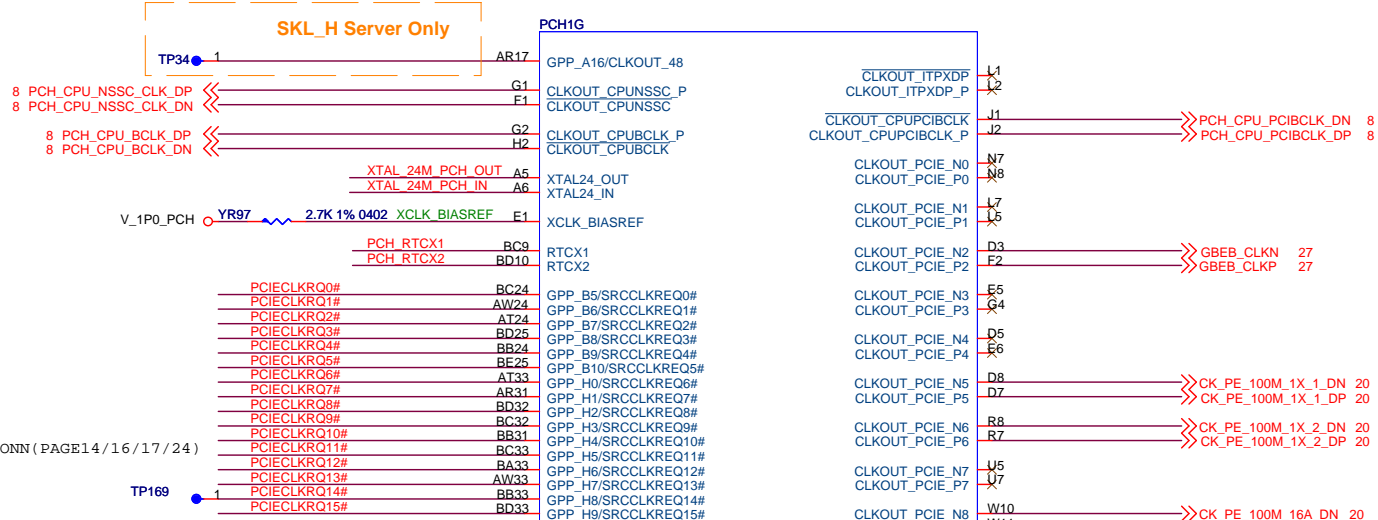 SKL_H Server Only
PCH1G
TP34 1 AR17 GPP_A16/CLKOUT_48
CLKOUT_ITPXDP L1
CLKOUT_ITPXDP_P L2
8 PCH_CPU_NSSC_CLK_DP G1 CLKOUT_CPUNSSC_P
8 PCH_CPU_NSSC_CLK_DN F1 CLKOUT_CPUNSSC
CLKOUT_CPUPCIBCLK J1 PCH_CPU_PCIBCLK_DN 8
CLKOUT_CPUPCIBCLK_P J2 PCH_CPU_PCIBCLK_DP 8
8 PCH_CPU_BCLK_DP G2 CLKOUT_CPUBCLK_P
8 PCH_CPU_BCLK_DN H2 CLKOUT_CPUBCLK
CLKOUT_PCIE_N0 N7
CLKOUT_PCIE_P0 N8
XTAL_24M_PCH_OUT A5 XTAL24_OUT
XTAL_24M_PCH_IN A6 XTAL24_IN
CLKOUT_PCIE_N1 L7
CLKOUT_PCIE_P1 L5
V_1P0_PCH YR97 2.7K 1% 0402 XCLK_BIASREF E1 XCLK_BIASREF
PCH_RTCX1 BC9 RTCX1
PCH_RTCX2 BD10 RTCX2
CLKOUT_PCIE_N2 D3 GBEB_CLKN 27
CLKOUT_PCIE_P2 F2 GBEB_CLKP 27
PCIECLKRQ0# BC24 GPP_B5/SRCCLKREQ0#
PCIECLKRQ1# AW24 GPP_B6/SRCCLKREQ1#
PCIECLKRQ2# AT24 GPP_B7/SRCCLKREQ2#
PCIECLKRQ3# BD25 GPP_B8/SRCCLKREQ3#
PCIECLKRQ4# BB24 GPP_B9/SRCCLKREQ4#
PCIECLKRQ5# BE25 GPP_B10/SRCCLKREQ5#
PCIECLKRQ6# AT33 GPP_H0/SRCCLKREQ6#
PCIECLKRQ7# AR31 GPP_H1/SRCCLKREQ7#
PCIECLKRQ8# BD32 GPP_H2/SRCCLKREQ8#
PCIECLKRQ9# BC32 GPP_H3/SRCCLKREQ9#
PCIECLKRQ10# BB31 GPP_H4/SRCCLKREQ10#
ONN(PAGE14/16/17/24)
PCIECLKRQ11# BC33 GPP_H5/SRCCLKREQ11#
PCIECLKRQ12# BA33 GPP_H6/SRCCLKREQ12#
PCIECLKRQ13# AW33 GPP_H7/SRCCLKREQ13#
TP169 1 PCIECLKRQ14# BB33 GPP_H8/SRCCLKREQ14#
PCIECLKRQ15# BD33 GPP_H9/SRCCLKREQ15#
CLKOUT_PCIE_N3 E5
CLKOUT_PCIE_P3 G4
CLKOUT_PCIE_N4 D5
CLKOUT_PCIE_P4 E6
CLKOUT_PCIE_N5 D8 CK_PE_100M_1X_1_DN 20
CLKOUT_PCIE_P5 D7 CK_PE_100M_1X_1_DP 20
CLKOUT_PCIE_N6 R8 CK_PE_100M_1X_2_DN 20
CLKOUT_PCIE_P6 R7 CK_PE_100M_1X_2_DP 20
CLKOUT_PCIE_N7 U5
CLKOUT_PCIE_P7 U7
CLKOUT_PCIE_N8 W10 CK_PE_100M_16A_DN 20